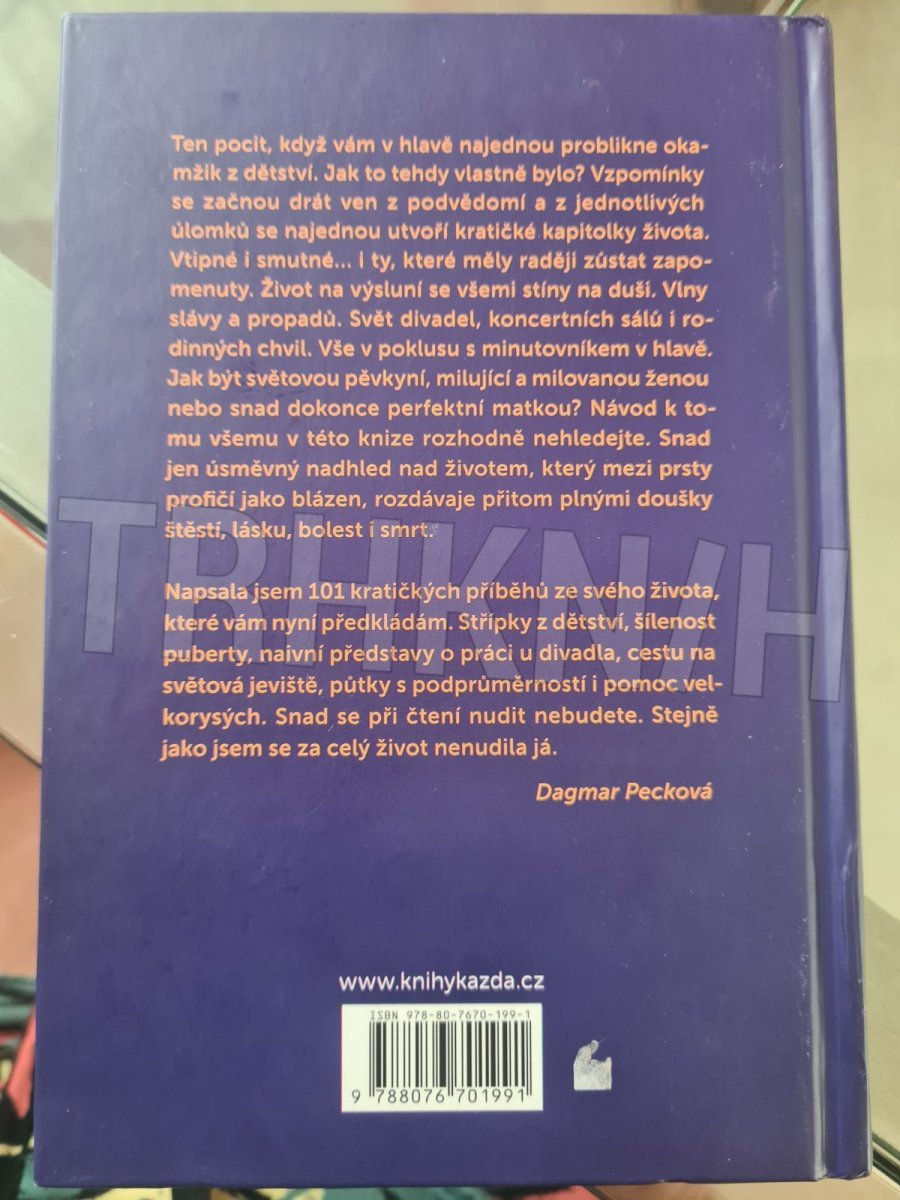 Ten pocit, když vám v hlavě najednou problikne oka-
mžik z dětství. Jak to tehdy vlastně bylo? Vzpomínky
se začnou drát ven z podvědomí a z jednotlivých
úlomků se najednou utvoří kratičké kapitolky života.
Vtipné i smutné... i ty, které měly raději zůstat zapo-
menuty. Život na výsluní se všemi stíny na duši. Vlny
slávy a propadů. Svět divadel, koncertních sálů i ro-
dinných chvil. Vše v poklusu s minutovníkem v hlavě.
Jak být světovou pěvkyní, milující a milovanou ženou
nebo snad dokonce perfektní matkou? Návod k to-
mu všemu v této knize rozhodně nehledejte. Snad
jen úsměvný nadhled nad životem, který mezi prsty
profičí jako blázen, rozdávaje přitom plnými doušky
štěstí, lásku, bolest i smrt.
TRHKNIH
Napsala jsem 101 kratičkých příběhů ze svého života,
které vám nyní předkládám. Střípky z dětství, šílenost
puberty, naivní představy o práci u divadla, cestu na
světová jeviště, půtky s podprůměrností i pomoc vel-
korysých. Snad se při čtení nudit nebudete. Stejně
jako jsem se za celý život nenudila já.
Dagmar Pecková
www.knihykazda.cz
ISBN 978-80-7670-199-1
9 788076 701991